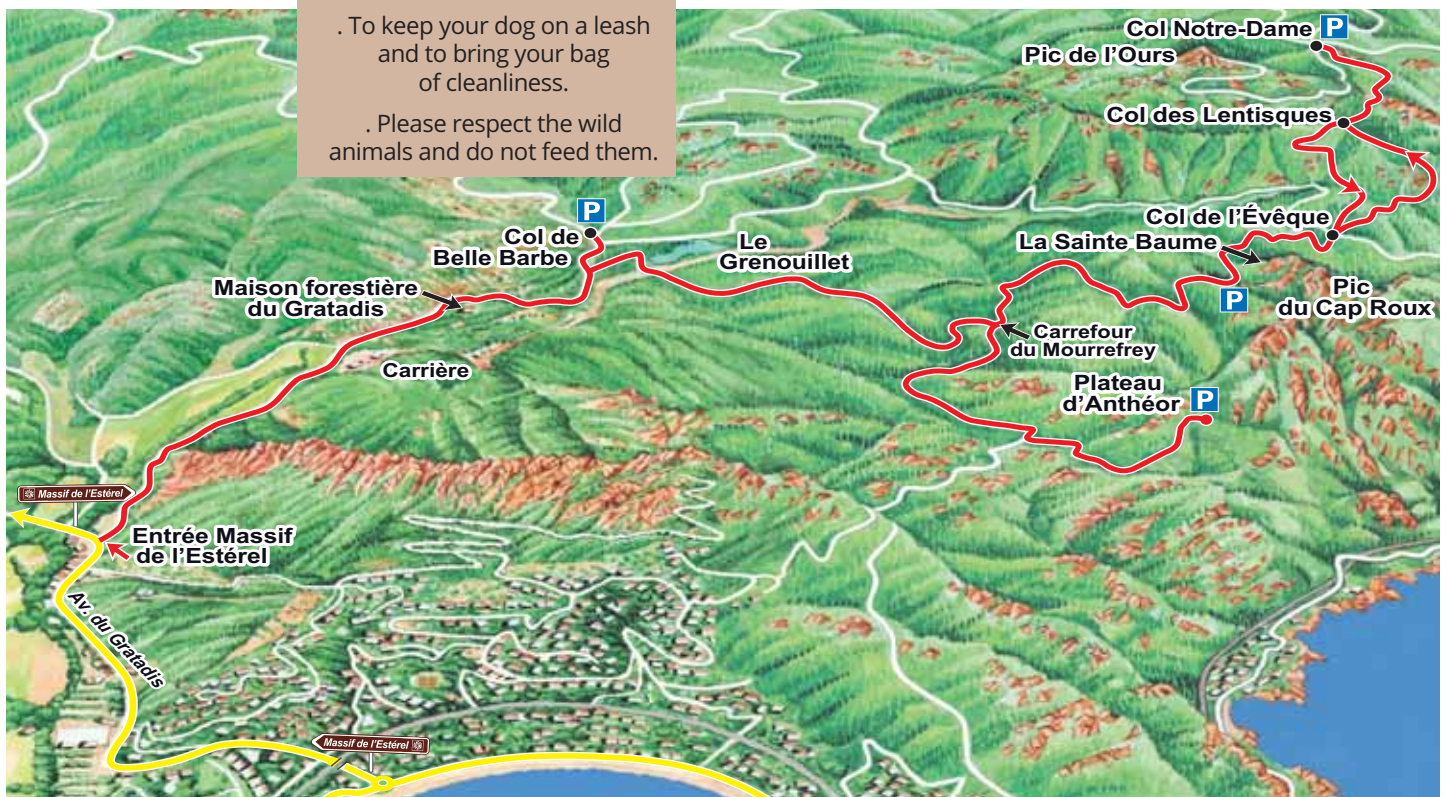 . To keep your dog on a leash
and to bring your bag
of cleanliness.
. Please respect the wild
animals and do not feed them.
Col Notre-Dame P
Pic de l'Ours
Col des Lentisques
P
Col de
Belle Barbe
Le
Grenouillet
Col de l'Évêque
La Sainte Baume
P
Pic
du Cap Roux
Maison forestière
du Gratadis
Carrefour
du Mourrefrey
Carrière
Plateau
d'Anthéor P
Massif de l'Estérel
Entrée Massif
de l'Estérel
Av. du Gratadis
Massif de l'Estérel